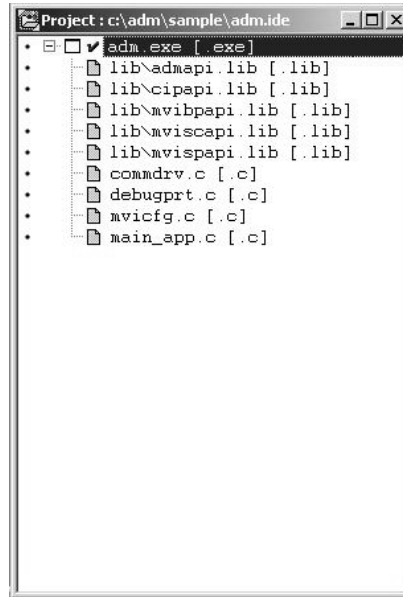 Project : c:\adm\sample\adm.ide
adm.exe [.exe]
lib\admapi.lib [.lib]
lib\cipapi.lib [.lib]
lib\mvibpapi.lib [.lib]
lib\mviscapi.lib [.lib]
lib\mvispapi.lib [.lib]
commdrv.c [.c]
debugprt.c [.c]
mvicfg.c [.c]
main_app.c [.c]